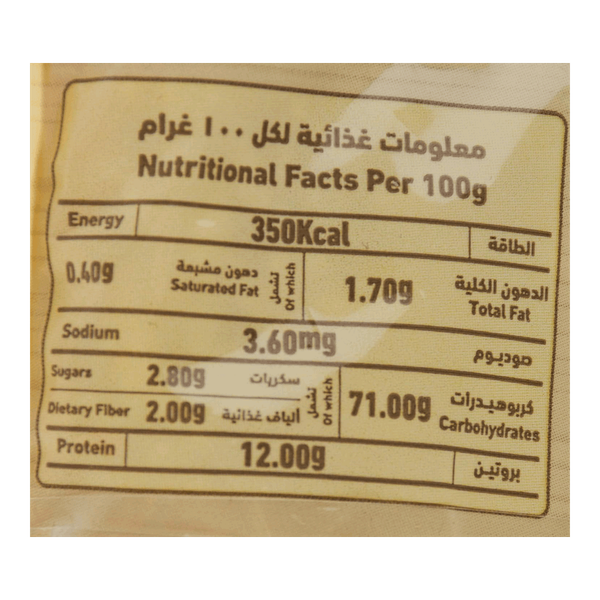 معلومات غذائية لكل ١٠٠ غرام
Nutritional Facts Per 100g
Energy 350Kcal الطاقة
0.40g دهون مشبعة Saturated Fat تشمل Of which 1.70g الدهون الكلية Total Fat
Sodium 3.60mg صوديوم
Sugars 2.80g سكريات
Dietary Fiber 2.00g ألياف غذائية تشمل Of which 71.00g كربوهيدرات Carbohydrates
Protein 12.00g بروتين